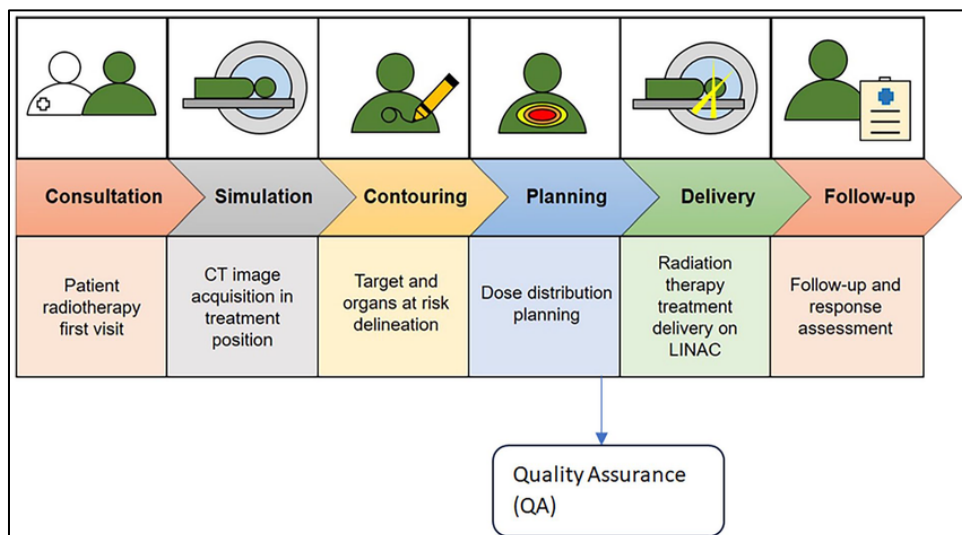 Consultation
Simulation
Contouring
Planning
Delivery
Follow-up
Patient
radiotherapy
first visit
CT image
acquisition in
treatment
position
Target and
organs at risk
delineation
Dose distribution
planning
Radiation
therapy
treatment
delivery on
LINAC
Follow-up and
response
assessment
Quality Assurance
(QA)